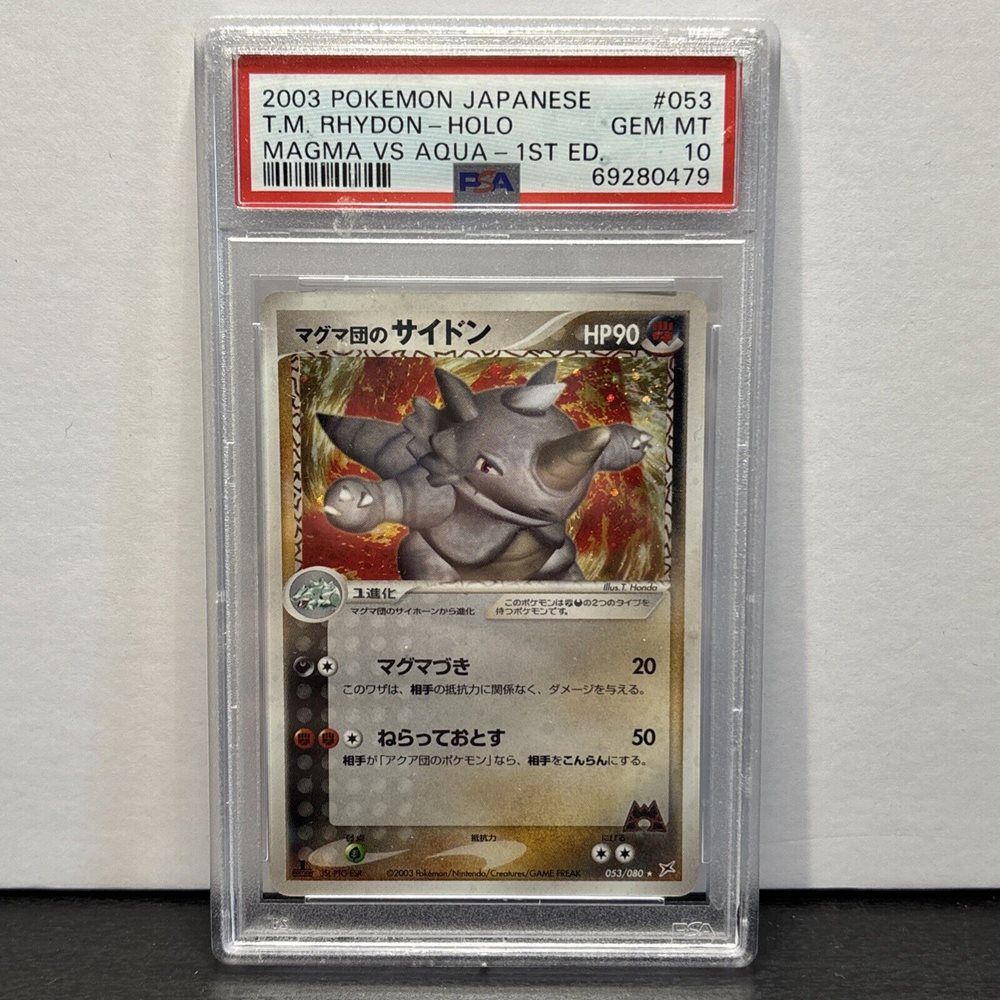 2003 POKEMON JAPANESE #053
T.M. RHYDON-HOLO GEM MT
MAGMA VS AQUA-1ST ED. 10
PSA 69280479
マグマ団の サイドン HP90
Illus. T. Honda
1進化
マグマ団のサイホーンから進化
このポケモンは の2つのタイプを
持つポケモンです。
マグマづき 20
このワザは、相手の抵抗力に関係なく、ダメージを与える。
ねらっておとす 50
相手が「アクア団のポケモン」なら、相手をこんらんにする。
弱点 抵抗力 にげる
©2003 Pokémon/Nintendo/Creatures/GAME FREAK 053/080 ★
PSA